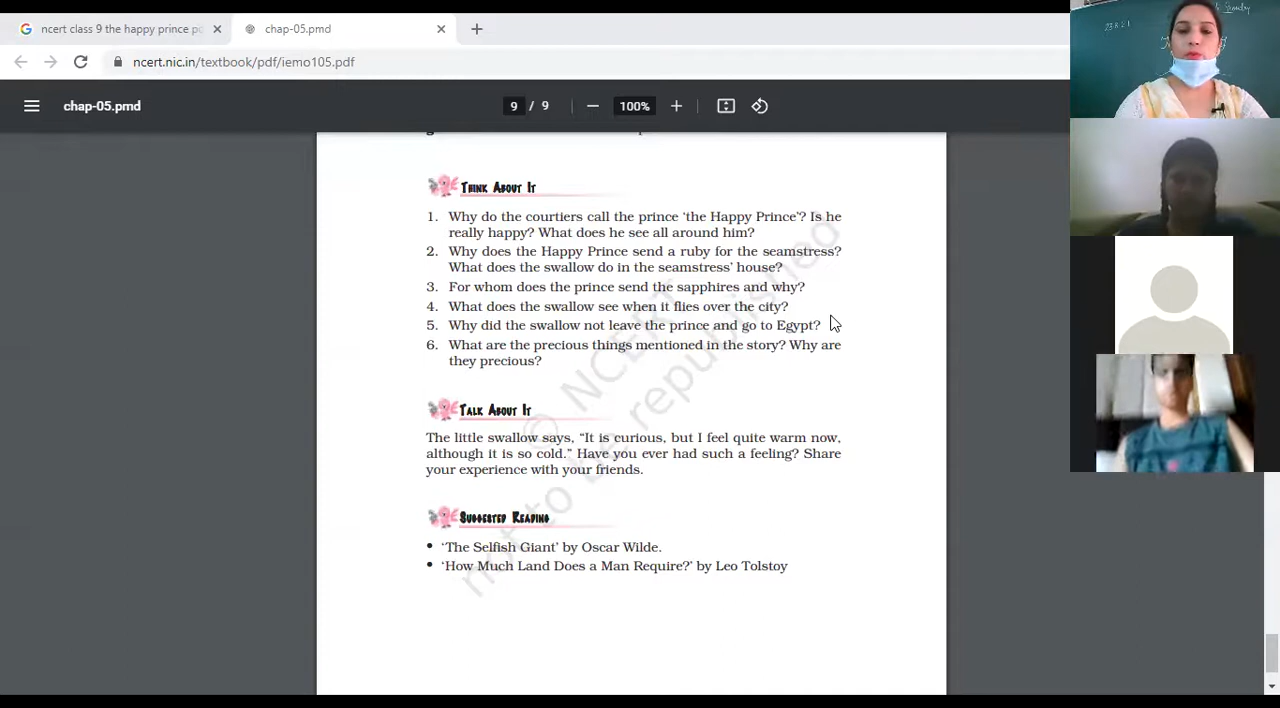 ncert class 9 the happy prince po
chap-05.pmd
ncert.nic.in/textbook/pdf/iemo105.pdf
chap-05.pmd
9 / 9
100%
THINK ABOUT IT
1. Why do the courtiers call the prince ‘the Happy Prince’? Is he
really happy? What does he see all around him?
2. Why does the Happy Prince send a ruby for the seamstress?
What does the swallow do in the seamstress’ house?
3. For whom does the prince send the sapphires and why?
4. What does the swallow see when it flies over the city?
5. Why did the swallow not leave the prince and go to Egypt?
6. What are the precious things mentioned in the story? Why are
they precious?
TALK ABOUT IT
The little swallow says, “It is curious, but I feel quite warm now,
although it is so cold.” Have you ever had such a feeling? Share
your experience with your friends.
SUGGESTED READING
• ‘The Selfish Giant’ by Oscar Wilde.
• ‘How Much Land Does a Man Require?’ by Leo Tolstoy
© NCERT
not to be republished